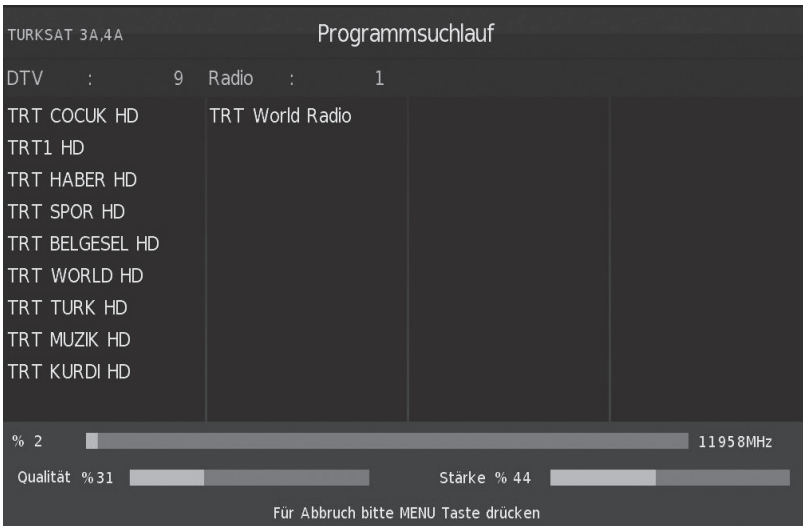 TURKSAT 3A,4A
Programmsuchlauf
DTV : 9 Radio : 1
TRT COCUK HD
TRT1 HD
TRT HABER HD
TRT SPOR HD
TRT BELGESEL HD
TRT WORLD HD
TRT TURK HD
TRT MUZIK HD
TRT KURDI HD
TRT World Radio
% 2
11958MHz
Qualität %31
Stärke % 44
Für Abbruch bitte MENU Taste drücken